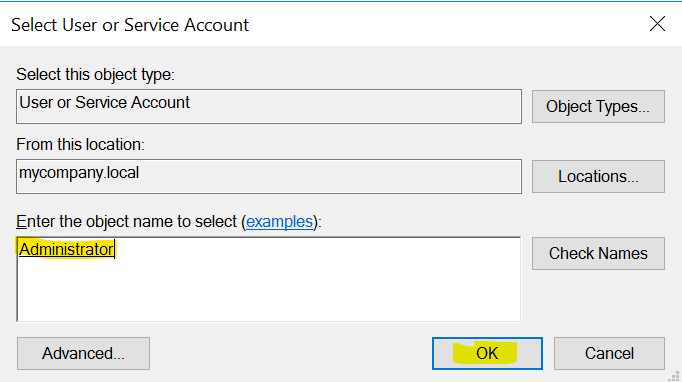 Select User or Service Account
Select this object type:
User or Service Account
Object Types...
From this location:
mycompany.local
Locations...
Enter the object name to select (examples):
Administrator
Check Names
Advanced...
OK
Cancel